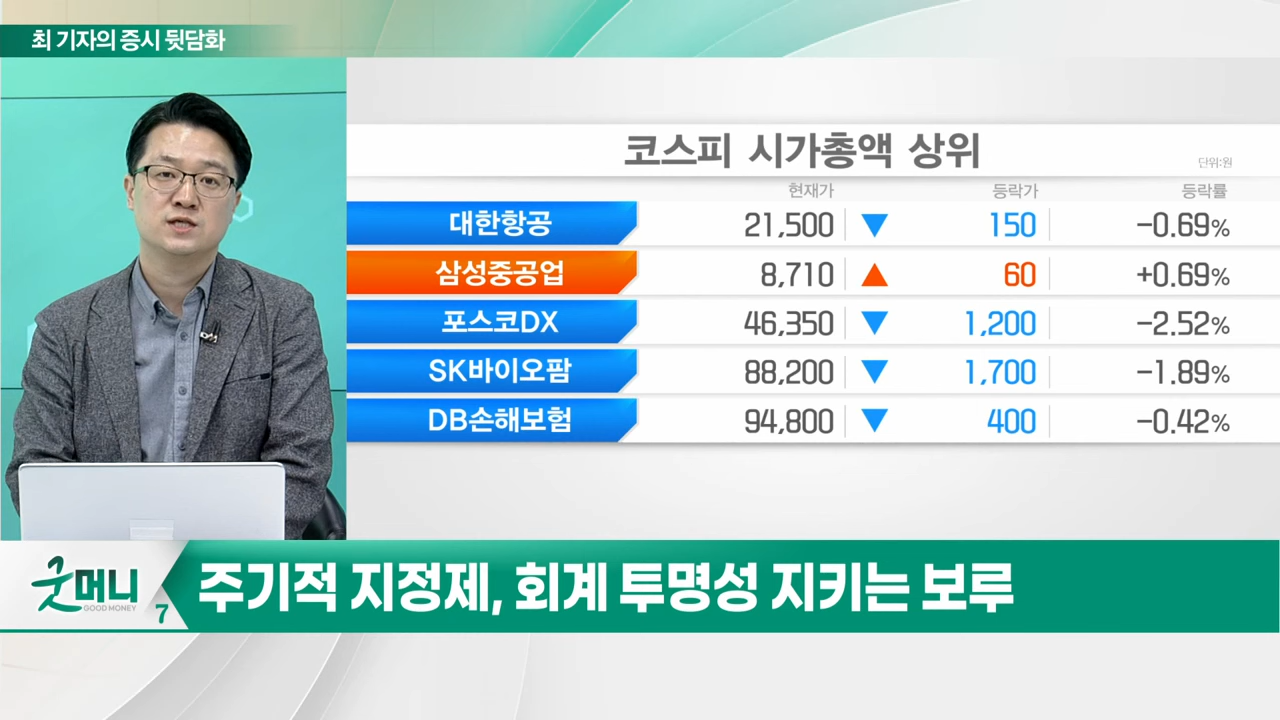 최 기자의 증시 뒷담화
코스피 시가총액 상위
단위:원
현재가 등락가 등락률
대한항공 21,500 ▼ 150 -0.69%
삼성중공업 8,710 ▲ 60 +0.69%
포스코DX 46,350 ▼ 1,200 -2.52%
SK바이오팜 88,200 ▼ 1,700 -1.89%
DB손해보험 94,800 ▼ 400 -0.42%
굿머니
GOOD MONEY
7
주기적 지정제, 회계 투명성 지키는 보루